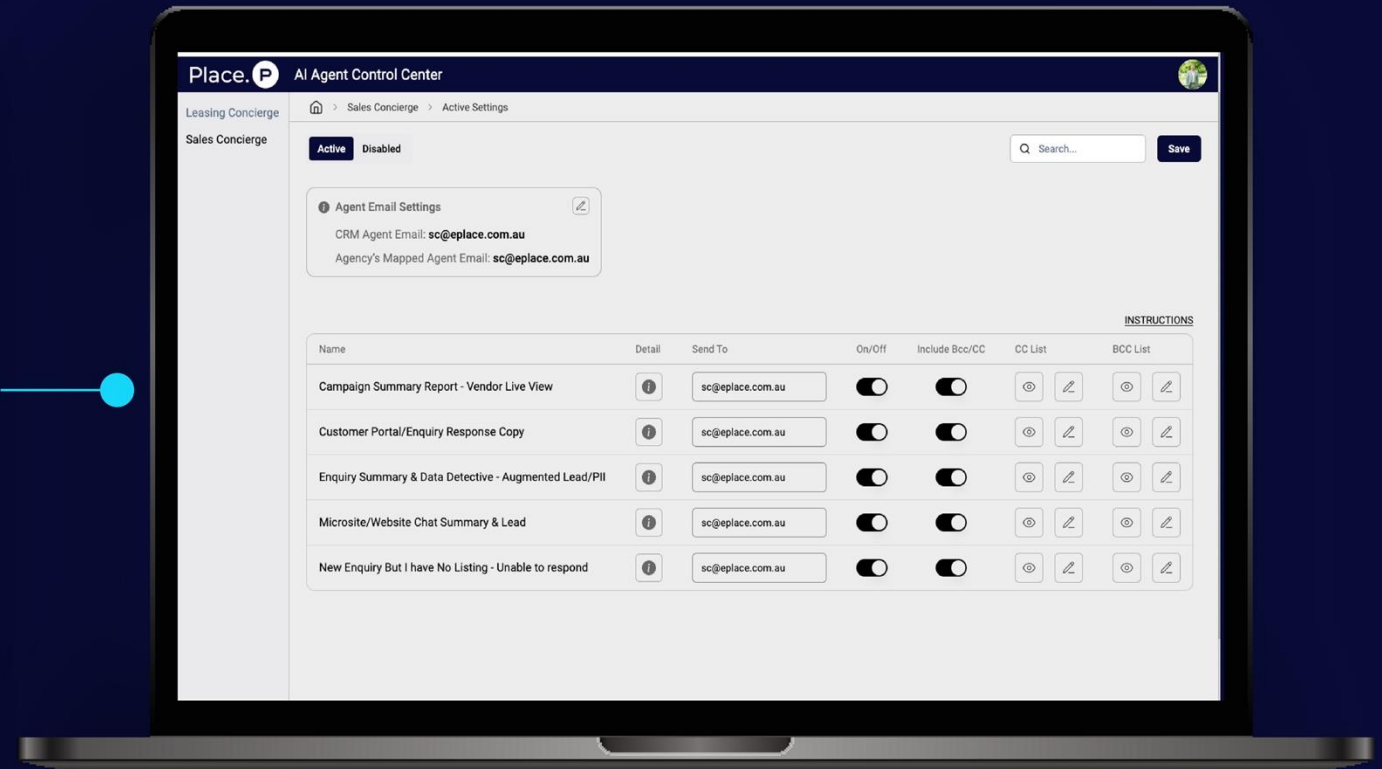 Place. P AI Agent Control Center
Leasing Concierge
Sales Concierge
> Sales Concierge > Active Settings
Active Disabled
Search...
Save
Agent Email Settings
CRM Agent Email: sc@eplace.com.au
Agency's Mapped Agent Email: sc@eplace.com.au
INSTRUCTIONS
Name Detail Send To On/Off Include Bcc/CC CC List BCC List
Campaign Summary Report - Vendor Live View sc@eplace.com.au
Customer Portal/Enquiry Response Copy sc@eplace.com.au
Enquiry Summary & Data Detective - Augmented Lead/PII sc@eplace.com.au
Microsite/Website Chat Summary & Lead sc@eplace.com.au
New Enquiry But I have No Listing - Unable to respond sc@eplace.com.au